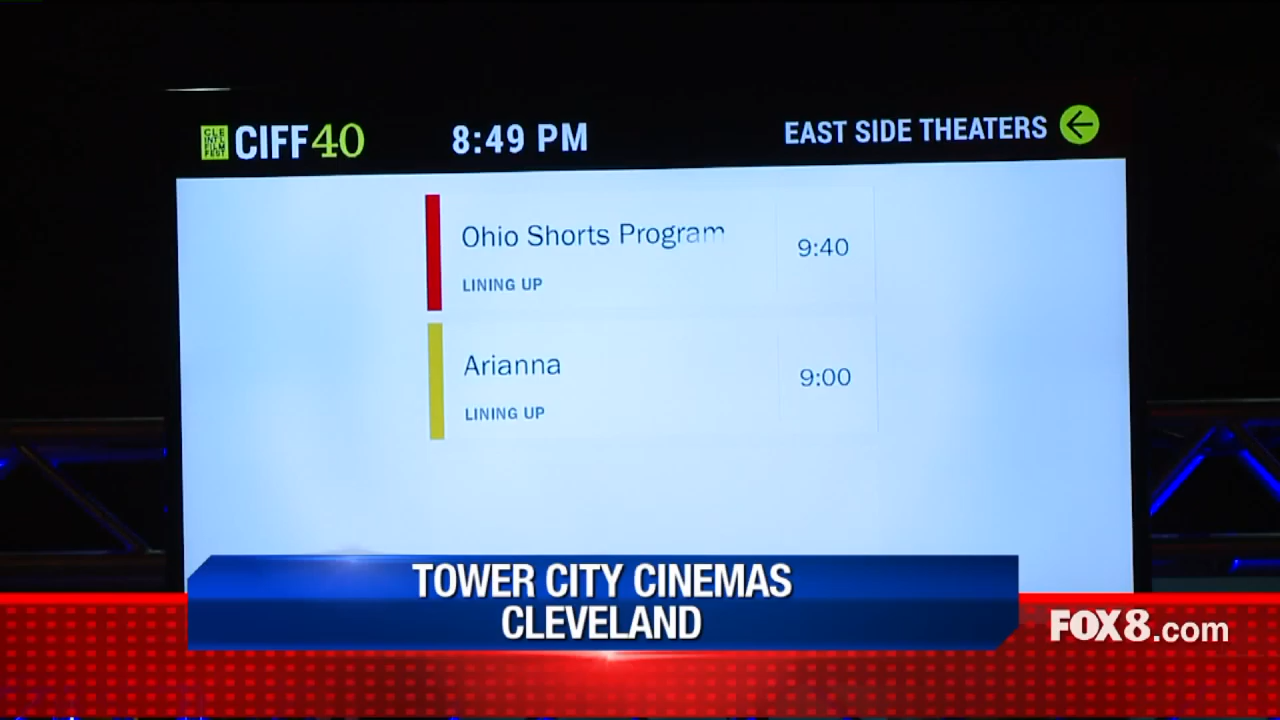 CLE
INTL
FILM
FEST
CIFF40
8:49 PM
EAST SIDE THEATERS
Ohio Shorts Program
9:40
LINING UP
Arianna
9:00
LINING UP
TOWER CITY CINEMAS
CLEVELAND
FOX8.com